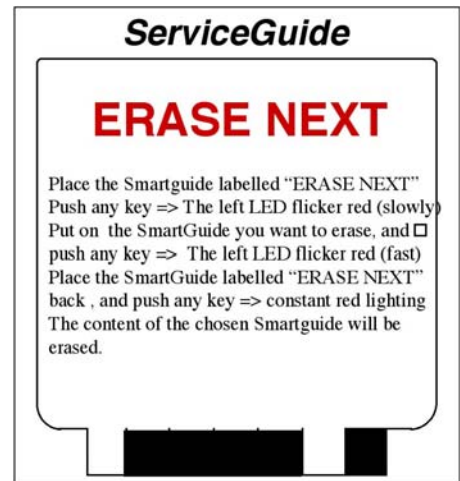 ServiceGuide
ERASE NEXT
Place the Smartguide labelled “ERASE NEXT”
Push any key => The left LED flicker red (slowly)
Put on the SmartGuide you want to erase, and □
push any key => The left LED flicker red (fast)
Place the SmartGuide labelled “ERASE NEXT”
back , and push any key => constant red lighting
The content of the chosen Smartguide will be
erased.